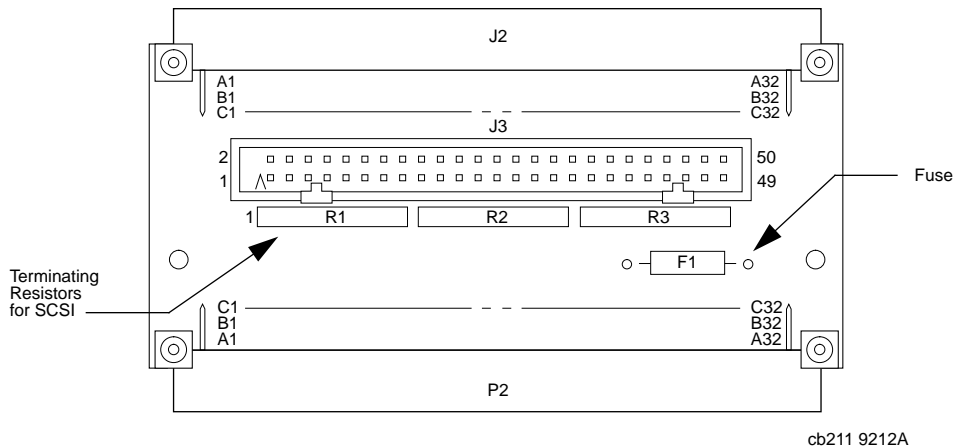 J2
A1 A32
B1 B32
C1 C32
J3
2 50
1 49
Fuse
1 R1 R2 R3
F1
Terminating
Resistors
for SCSI
C1 C32
B1 B32
A1 A32
P2
cb211 9212A